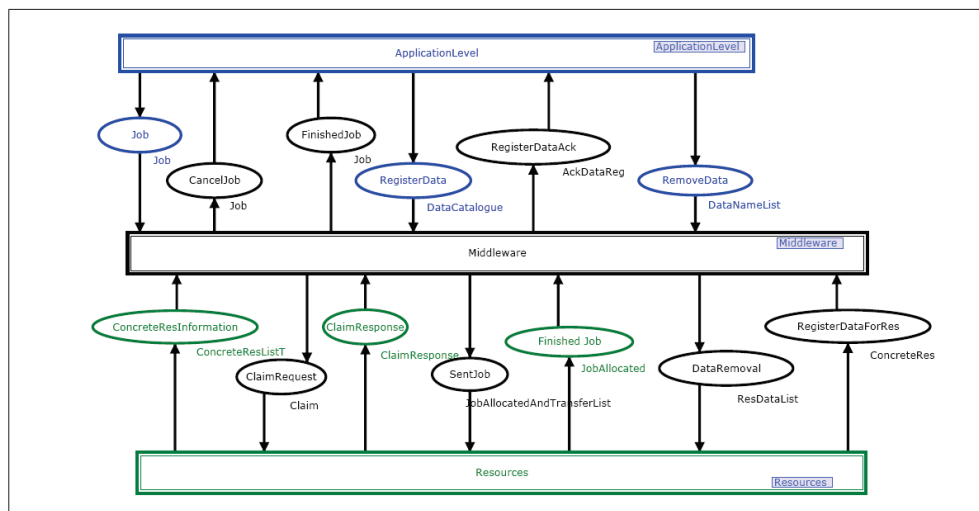 ApplicationLevel
ApplicationLevel
Job
Job
FinishedJob
Job
RegisterDataAck
AckDataReg
CancelJob
Job
RegisterData
DataCatalogue
RemoveData
DataNameList
Middleware
Middleware
ConcreteResInformation
ConcreteResListT
ClaimResponse
ClaimResponse
Finished Job
JobAllocated
RegisterDataForRes
ConcreteRes
ClaimRequest
Claim
SentJob
JobAllocatedAndTransferList
DataRemoval
ResDataList
Resources
Resources